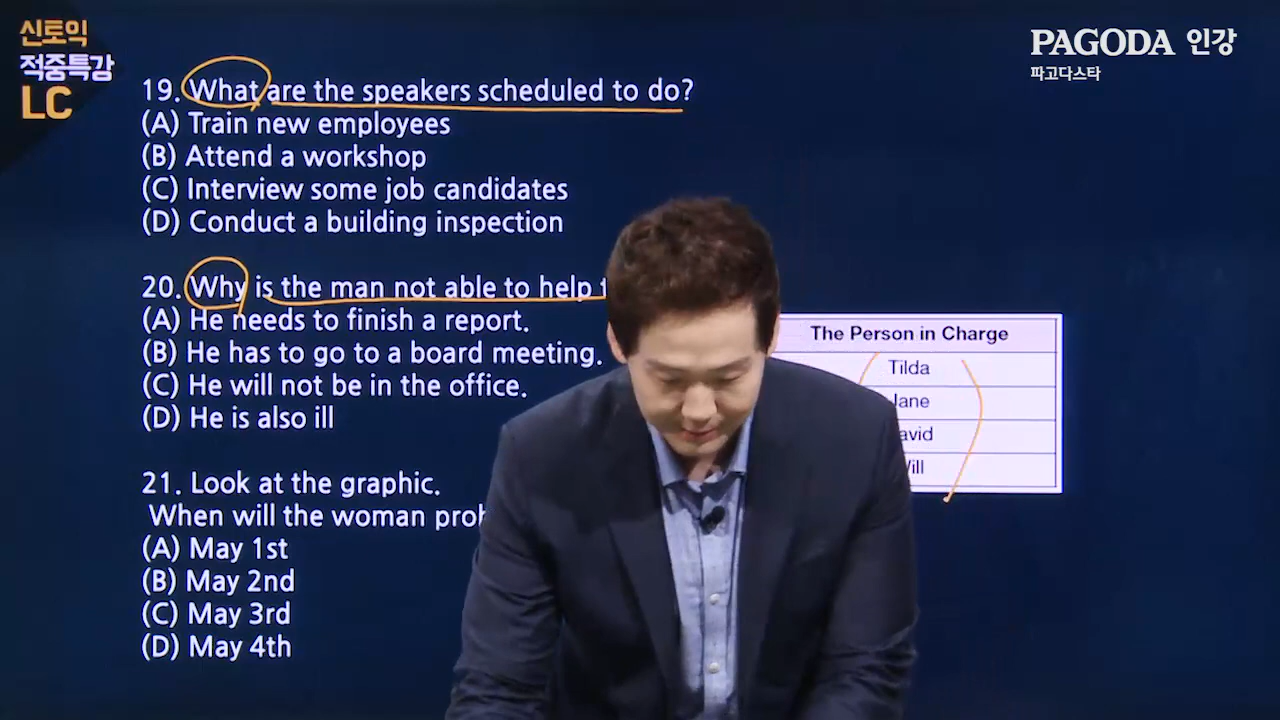 신토익
적중특강
LC
PAGODA 인강
파고다스타
19. What are the speakers scheduled to do?
(A) Train new employees
(B) Attend a workshop
(C) Interview some job candidates
(D) Conduct a building inspection
20. Why is the man not able to help
(A) He needs to finish a report.
(B) He has to go to a board meeting.
(C) He will not be in the office.
(D) He is also ill
The Person in Charge
Tilda
Jane
21. Look at the graphic.
When will the woman
(A) May 1st
(B) May 2nd
(C) May 3rd
(D) May 4th